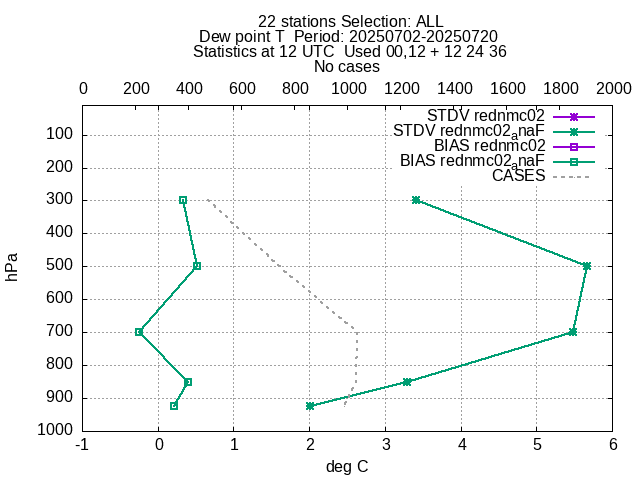 22 stations Selection: ALL
Dew point T  Period: 20250702-20250720
Statistics at 12 UTC  Used 00,12 + 12 24 36
No cases
0 200 400 600 800 1000 1200 1400 1600 1800 2000
STDV rednmc02
STDV rednmc02anaF
BIAS rednmc02
BIAS rednmc02anaF
CASES
100
200
300
400
500
600
700
800
900
1000
hPa
-1 0 1 2 3 4 5 6
deg C